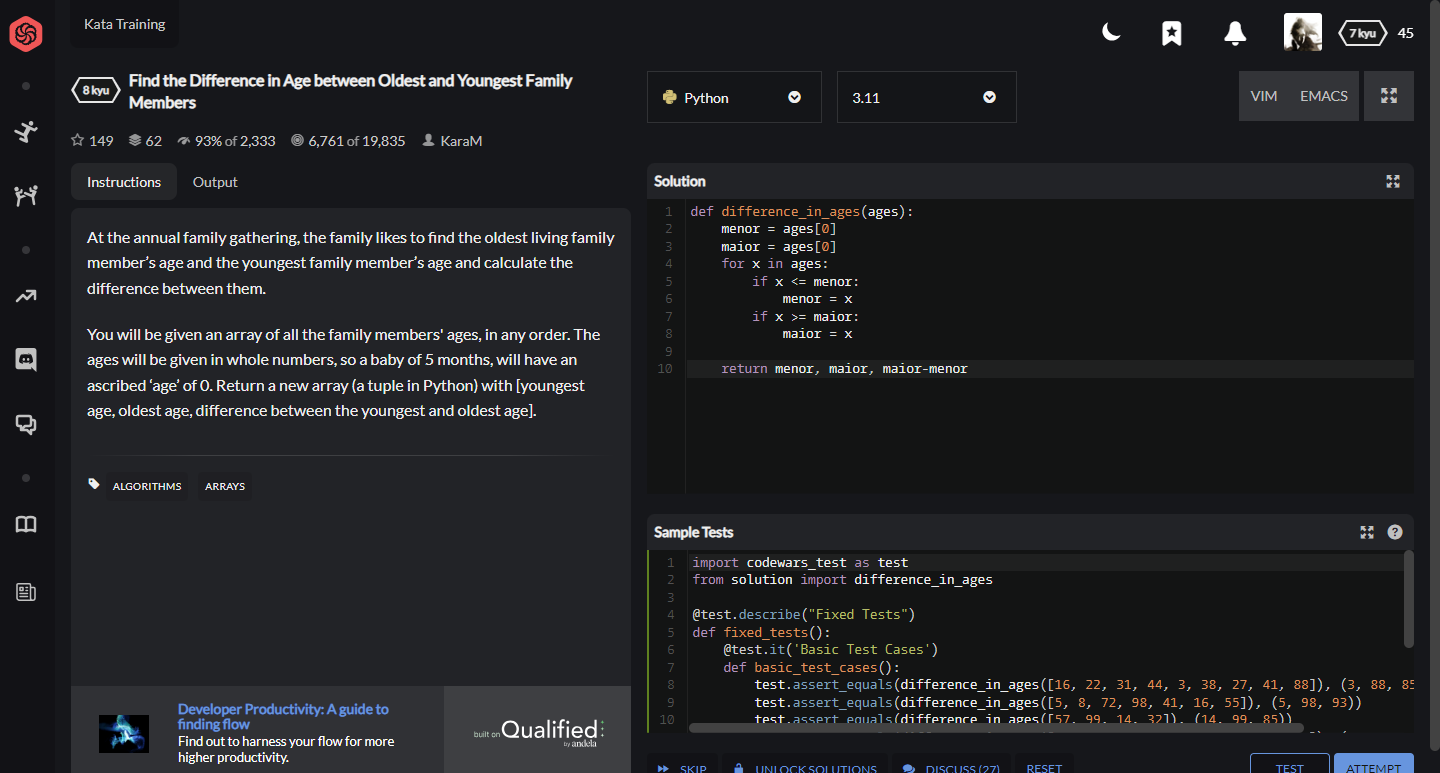 Kata Training
7 kyu 45
8 kyu Find the Difference in Age between Oldest and Youngest Family
Members
149 62 93% of 2,333 6,761 of 19,835 KaraM
Python 3.11 VIM EMACS
Instructions Output
At the annual family gathering, the family likes to find the oldest living family
member’s age and the youngest family member’s age and calculate the
difference between them.
You will be given an array of all the family members' ages, in any order. The
ages will be given in whole numbers, so a baby of 5 months, will have an
ascribed ‘age’ of 0. Return a new array (a tuple in Python) with [youngest
age, oldest age, difference between the youngest and oldest age].
ALGORITHMS ARRAYS
Developer Productivity: A guide to
finding flow
Find out to harness your flow for more
higher productivity.
built on Qualified
by andela
Solution
1 def difference_in_ages(ages):
2     menor = ages[0]
3     maior = ages[0]
4     for x in ages:
5         if x <= menor:
6             menor = x
7         if x >= maior:
8             maior = x
9
10     return menor, maior, maior-menor
Sample Tests
1 import codewars_test as test
2 from solution import difference_in_ages
3
4 @test.describe("Fixed Tests")
5 def fixed_tests():
6     @test.it('Basic Test Cases')
7     def basic_test_cases():
8         test.assert_equals(difference_in_ages([16, 22, 31, 44, 3, 38, 27, 41, 88]), (3, 88, 85
9         test.assert_equals(difference_in_ages([5, 8, 72, 98, 41, 16, 55]), (5, 98, 93))
10         test.assert_equals(difference_in_ages([57, 99, 14, 32]), (14, 99, 85))
SKIP UNLOCK SOLUTIONS DISCUSS (27) RESET TEST ATTEMPT